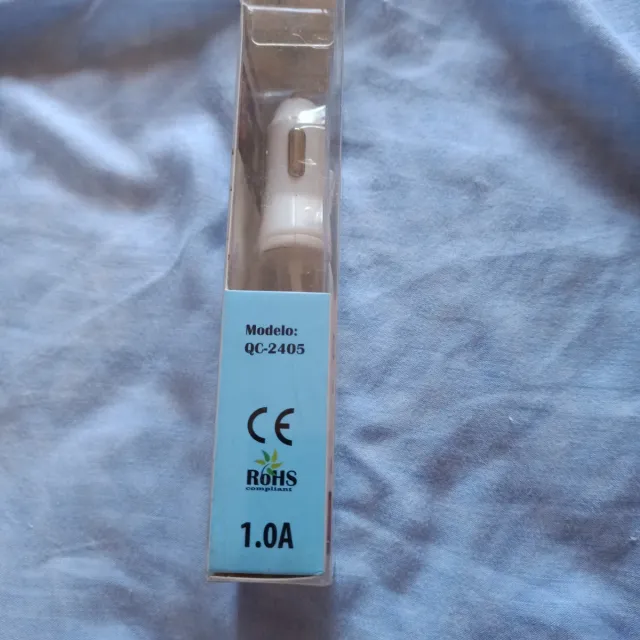 Modelo:
QC-2405
CE
RoHS
compliant
1.0A